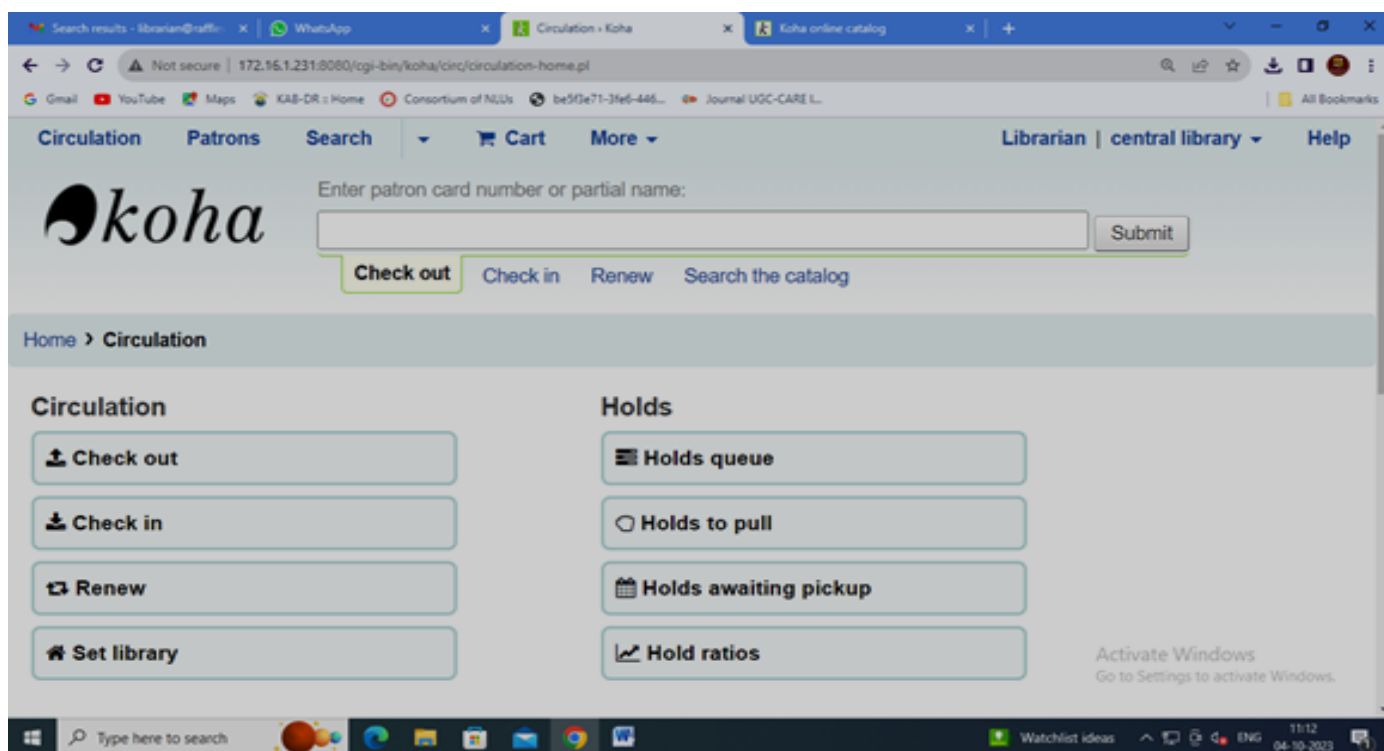 Search results - librarian@raffle
WhatsApp
Circulation › Koha
Koha online catalog
Not secure | 172.16.1.231:8080/cgi-bin/koha/circ/circulation-home.pl
Gmail
YouTube
Maps
KAB-DR :: Home
Consortium of NLUs
be5f3e71-3fe6-446...
Journal UGC-CARE L...
All Bookmarks
Circulation Patrons Search Cart More Librarian | central library Help
koha
Enter patron card number or partial name:
Submit
Check out Check in Renew Search the catalog
Home › Circulation
Circulation
Check out
Check in
Renew
Set library
Holds
Holds queue
Holds to pull
Holds awaiting pickup
Hold ratios
Activate Windows
Go to Settings to activate Windows.
Type here to search
Watchlist ideas
ENG
11:12
04-10-2023